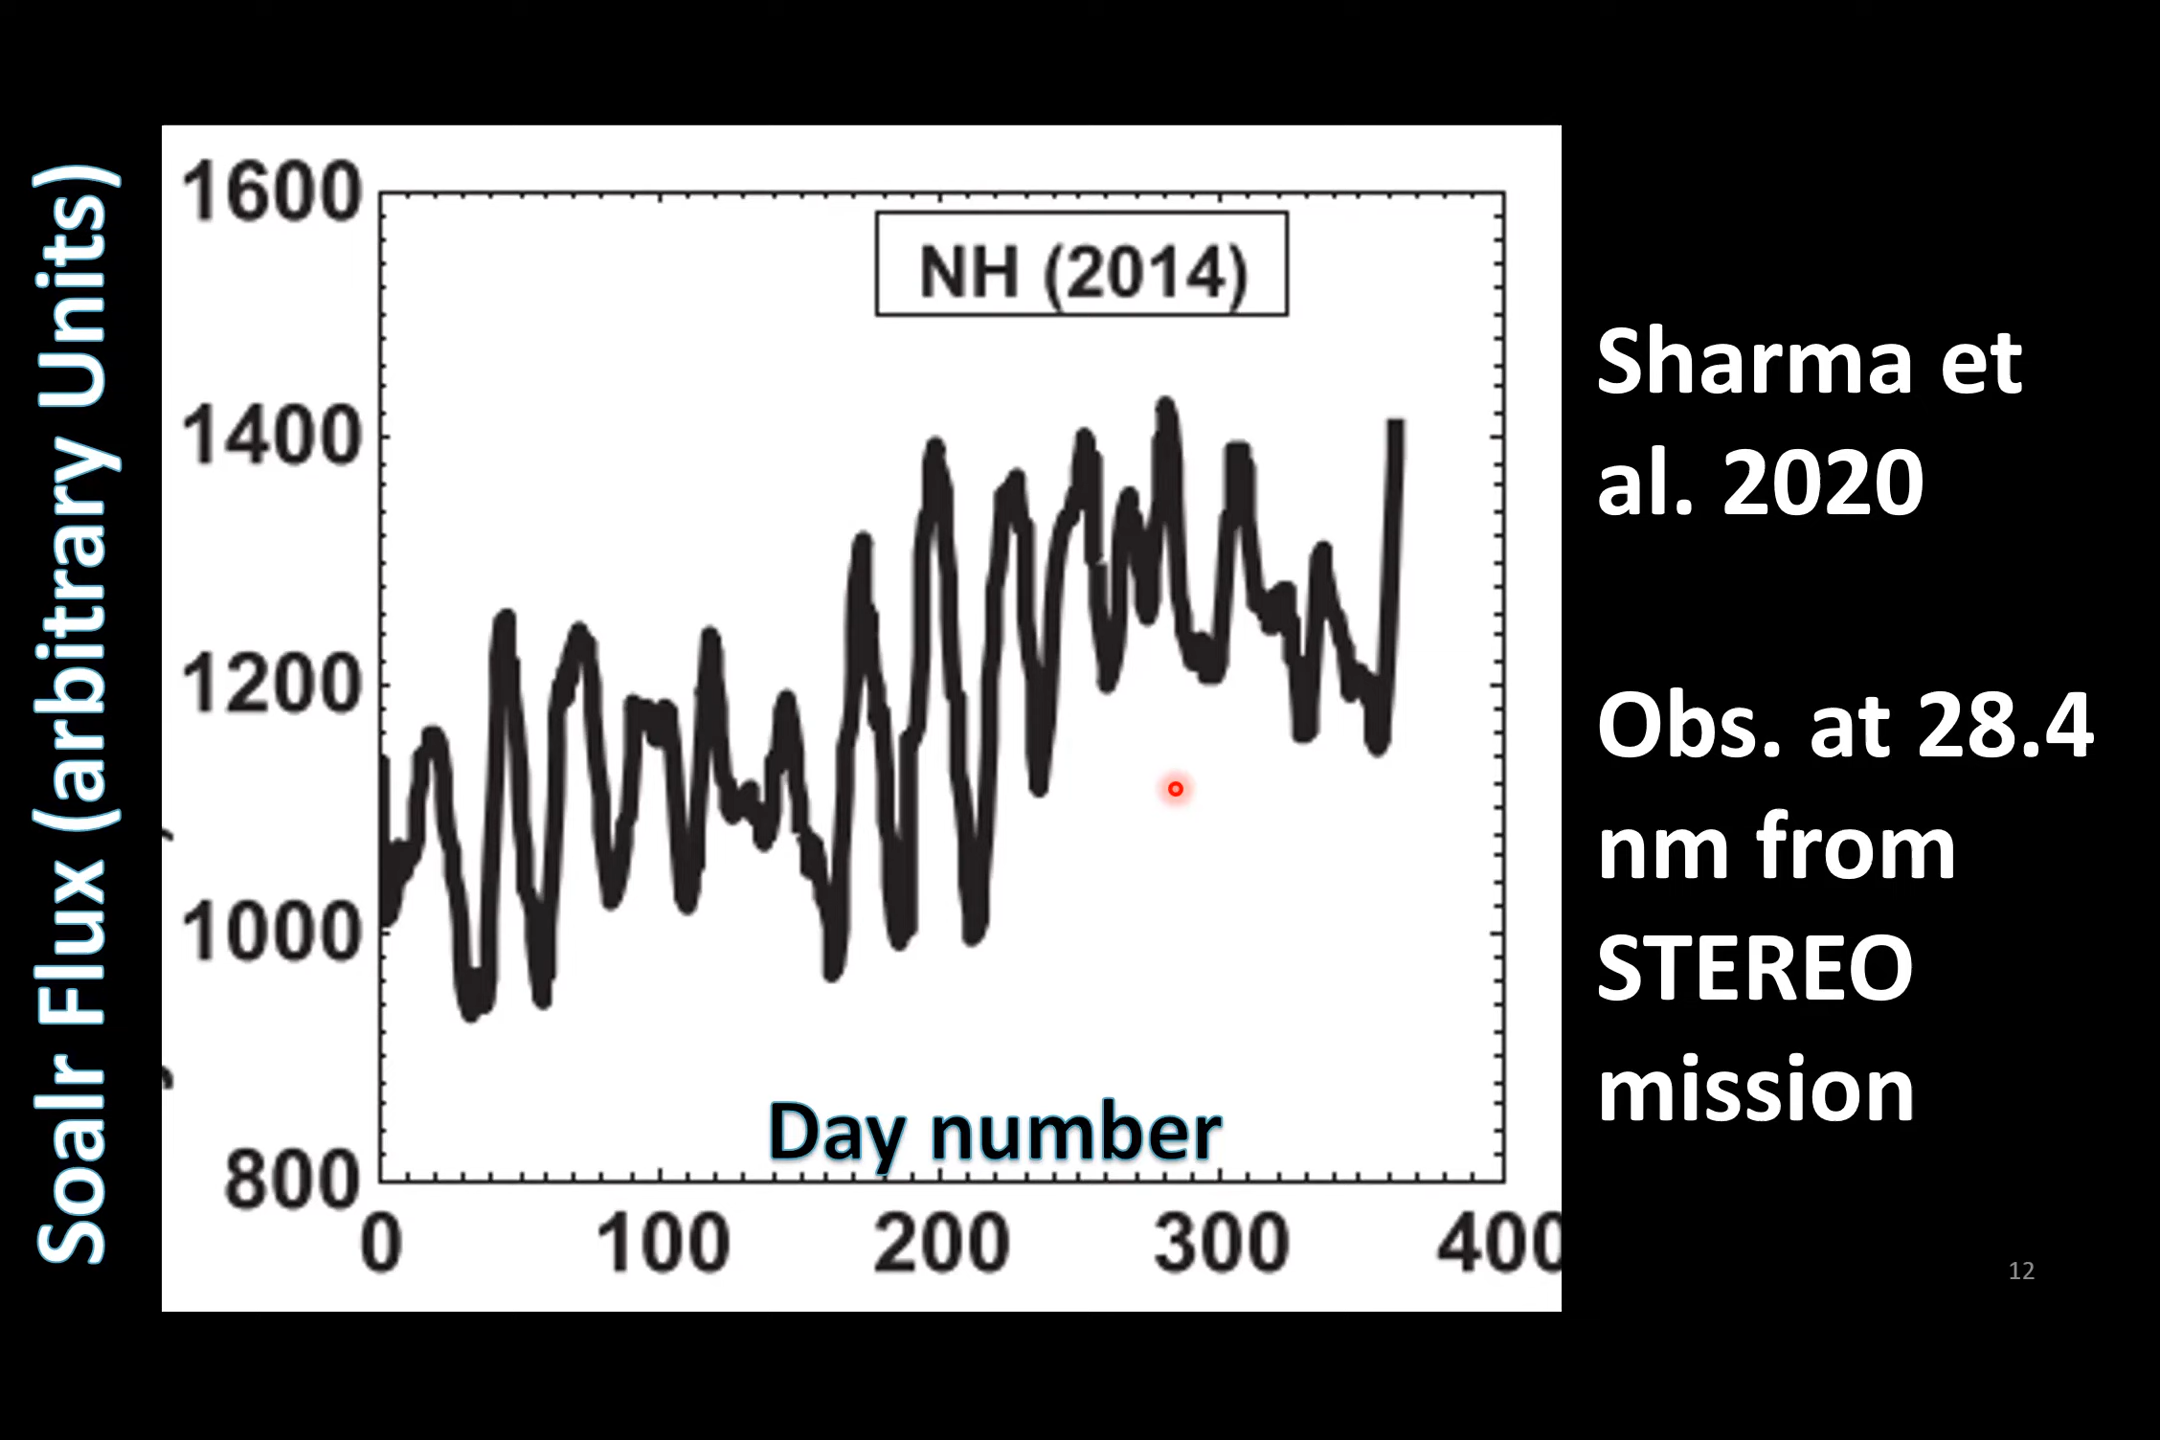 Soalr Flux (arbitrary Units)
1600
1400
1200
1000
800
NH (2014)
Day number
0 100 200 300 400
Sharma et
al. 2020
Obs. at 28.4
nm from
STEREO
mission
12